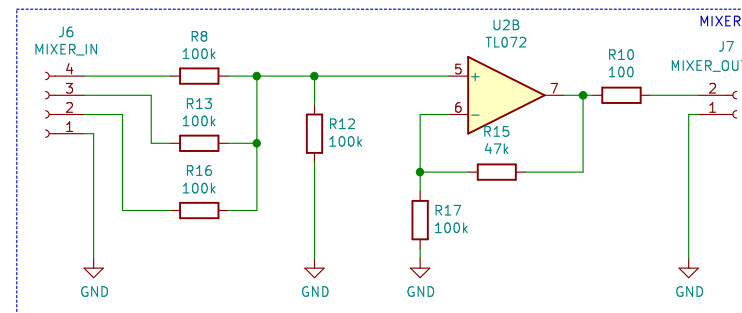 MIXER
J6
MIXER_IN
4
3
2
1
R8
100k
R13
100k
R16
100k
R12
100k
U2B
TL072
5
+
6
−
7
R15
47k
R17
100k
R10
100
J7
MIXER_OUT
2
1
GND
GND
GND
GND